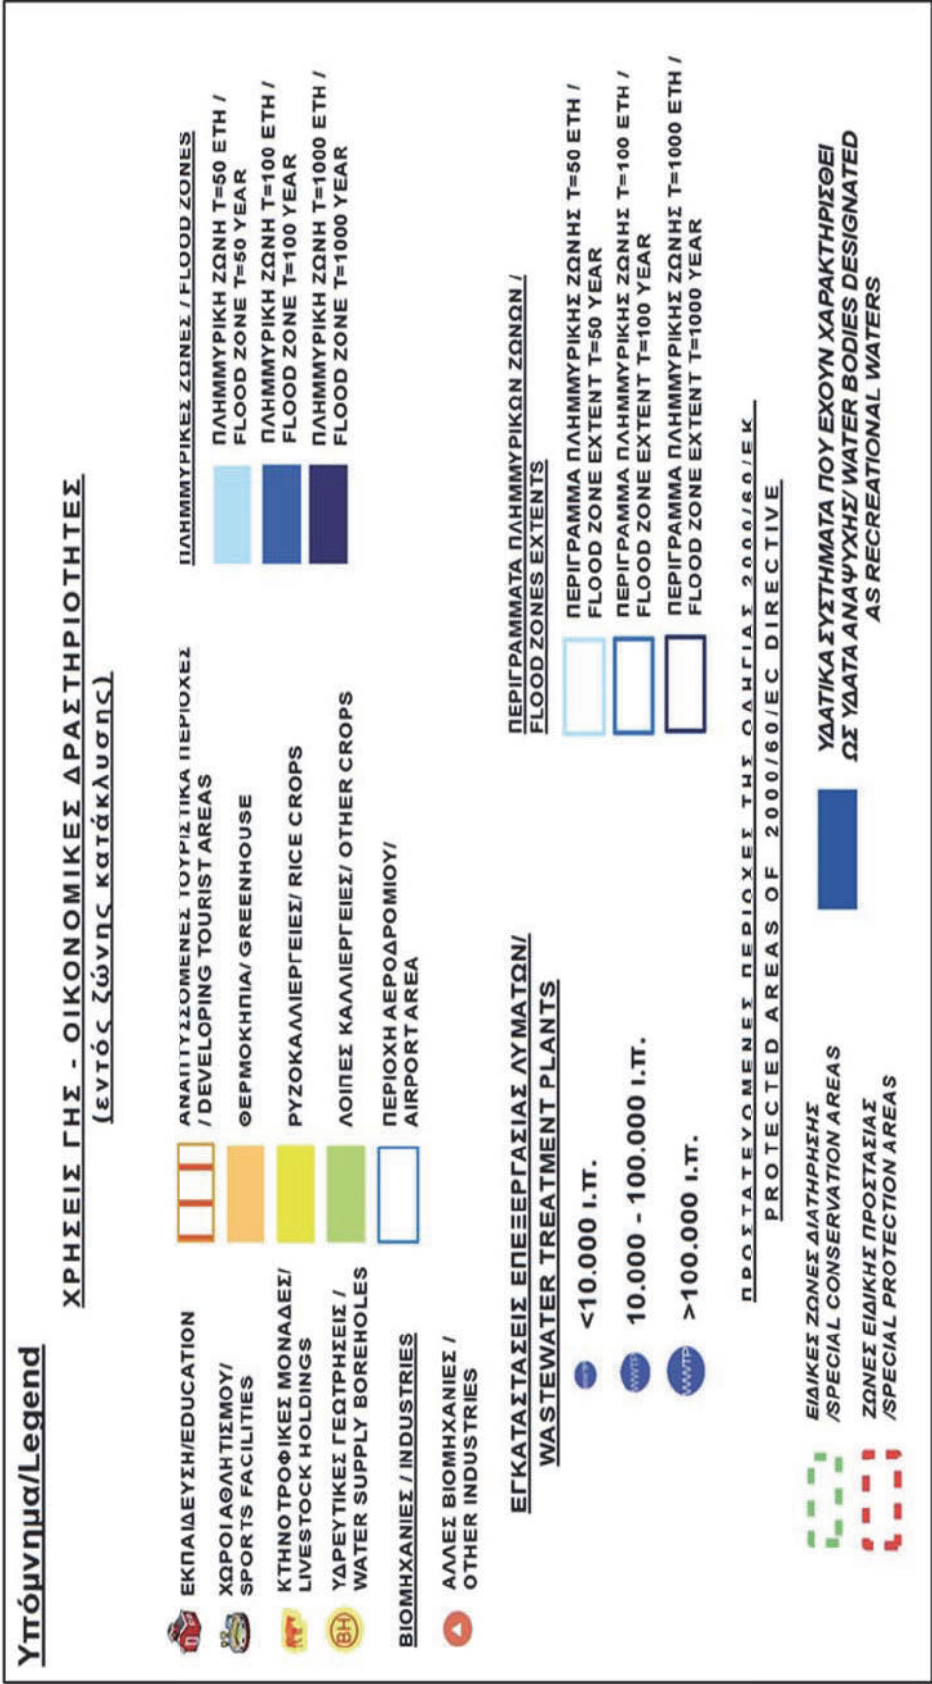 Υπόμνημα/Legend
ΧΡΗΣΕΙΣ ΓΗΣ - ΟΙΚΟΝΟΜΙΚΕΣ ΔΡΑΣΤΗΡΙΟΤΗΤΕΣ
(εντός ζώνης κατάκλυσης)
ΕΚΠΑΙΔΕΥΣΗ/EDUCATION
ΧΩΡΟΙ ΑΘΛΗΤΙΣΜΟΥ/
SPORTS FACILITIES
ΚΤΗΝΟΤΡΟΦΙΚΕΣ ΜΟΝΑΔΕΣ/
LIVESTOCK HOLDINGS
BH
ΥΔΡΕΥΤΙΚΕΣ ΓΕΩΤΡΗΣΕΙΣ /
WATER SUPPLY BOREHOLES
ΒΙΟΜΗΧΑΝΙΕΣ / INDUSTRIES
ΑΛΛΕΣ ΒΙΟΜΗΧΑΝΙΕΣ /
OTHER INDUSTRIES
ΑΝΑΠΤΥΣΣΟΜΕΝΕΣ ΤΟΥΡΙΣΤΙΚΑ ΠΕΡΙΟΧΕΣ
/ DEVELOPING TOURIST AREAS
ΘΕΡΜΟΚΗΠΙΑ/ GREENHOUSE
ΡΥΖΟΚΑΛΛΙΕΡΓΕΙΕΣ/ RICE CROPS
ΛΟΙΠΕΣ ΚΑΛΛΙΕΡΓΕΙΕΣ/ OTHER CROPS
ΠΕΡΙΟΧΗ ΑΕΡΟΔΡΟΜΙΟΥ/
AIRPORT AREA
ΠΛΗΜΜΥΡΙΚΕΣ ΖΩΝΕΣ / FLOOD ZONES
ΠΛΗΜΜΥΡΙΚΗ ΖΩΝΗ T=50 ΕΤΗ /
FLOOD ZONE T=50 YEAR
ΠΛΗΜΜΥΡΙΚΗ ΖΩΝΗ T=100 ΕΤΗ /
FLOOD ZONE T=100 YEAR
ΠΛΗΜΜΥΡΙΚΗ ΖΩΝΗ T=1000 ΕΤΗ /
FLOOD ZONE T=1000 YEAR
ΕΓΚΑΤΑΣΤΑΣΕΙΣ ΕΠΕΞΕΡΓΑΣΙΑΣ ΛΥΜΑΤΩΝ/
WASTEWATER TREATMENT PLANTS
WWTP <10.000 ι.π.
WWTP 10.000 - 100.000 ι.π.
WWTP >100.000 ι.π.
ΠΕΡΙΓΡΑΜΜΑΤΑ ΠΛΗΜΜΥΡΙΚΩΝ ΖΩΝΩΝ /
FLOOD ZONES EXTENTS
ΠΕΡΙΓΡΑΜΜΑ ΠΛΗΜΜΥΡΙΚΗΣ ΖΩΝΗΣ T=50 ΕΤΗ /
FLOOD ZONE EXTENT T=50 YEAR
ΠΕΡΙΓΡΑΜΜΑ ΠΛΗΜΜΥΡΙΚΗΣ ΖΩΝΗΣ T=100 ΕΤΗ /
FLOOD ZONE EXTENT T=100 YEAR
ΠΕΡΙΓΡΑΜΜΑ ΠΛΗΜΜΥΡΙΚΗΣ ΖΩΝΗΣ T=1000 ΕΤΗ /
FLOOD ZONE EXTENT T=1000 YEAR
ΠΡΟΣΤΑΤΕΥΟΜΕΝΕΣ ΠΕΡΙΟΧΕΣ ΤΗΣ ΟΔΗΓΙΑΣ 2000/60/ΕΚ
PROTECTED AREAS OF 2000/60/EC DIRECTIVE
ΕΙΔΙΚΕΣ ΖΩΝΕΣ ΔΙΑΤΗΡΗΣΗΣ
/SPECIAL CONSERVATION AREAS
ΖΩΝΕΣ ΕΙΔΙΚΗΣ ΠΡΟΣΤΑΣΙΑΣ
/SPECIAL PROTECTION AREAS
ΥΔΑΤΙΚΑ ΣΥΣΤΗΜΑΤΑ ΠΟΥ ΕΧΟΥΝ ΧΑΡΑΚΤΗΡΙΣΘΕΙ
ΩΣ ΥΔΑΤΑ ΑΝΑΨΥΧΗΣ/ WATER BODIES DESIGNATED
AS RECREATIONAL WATERS